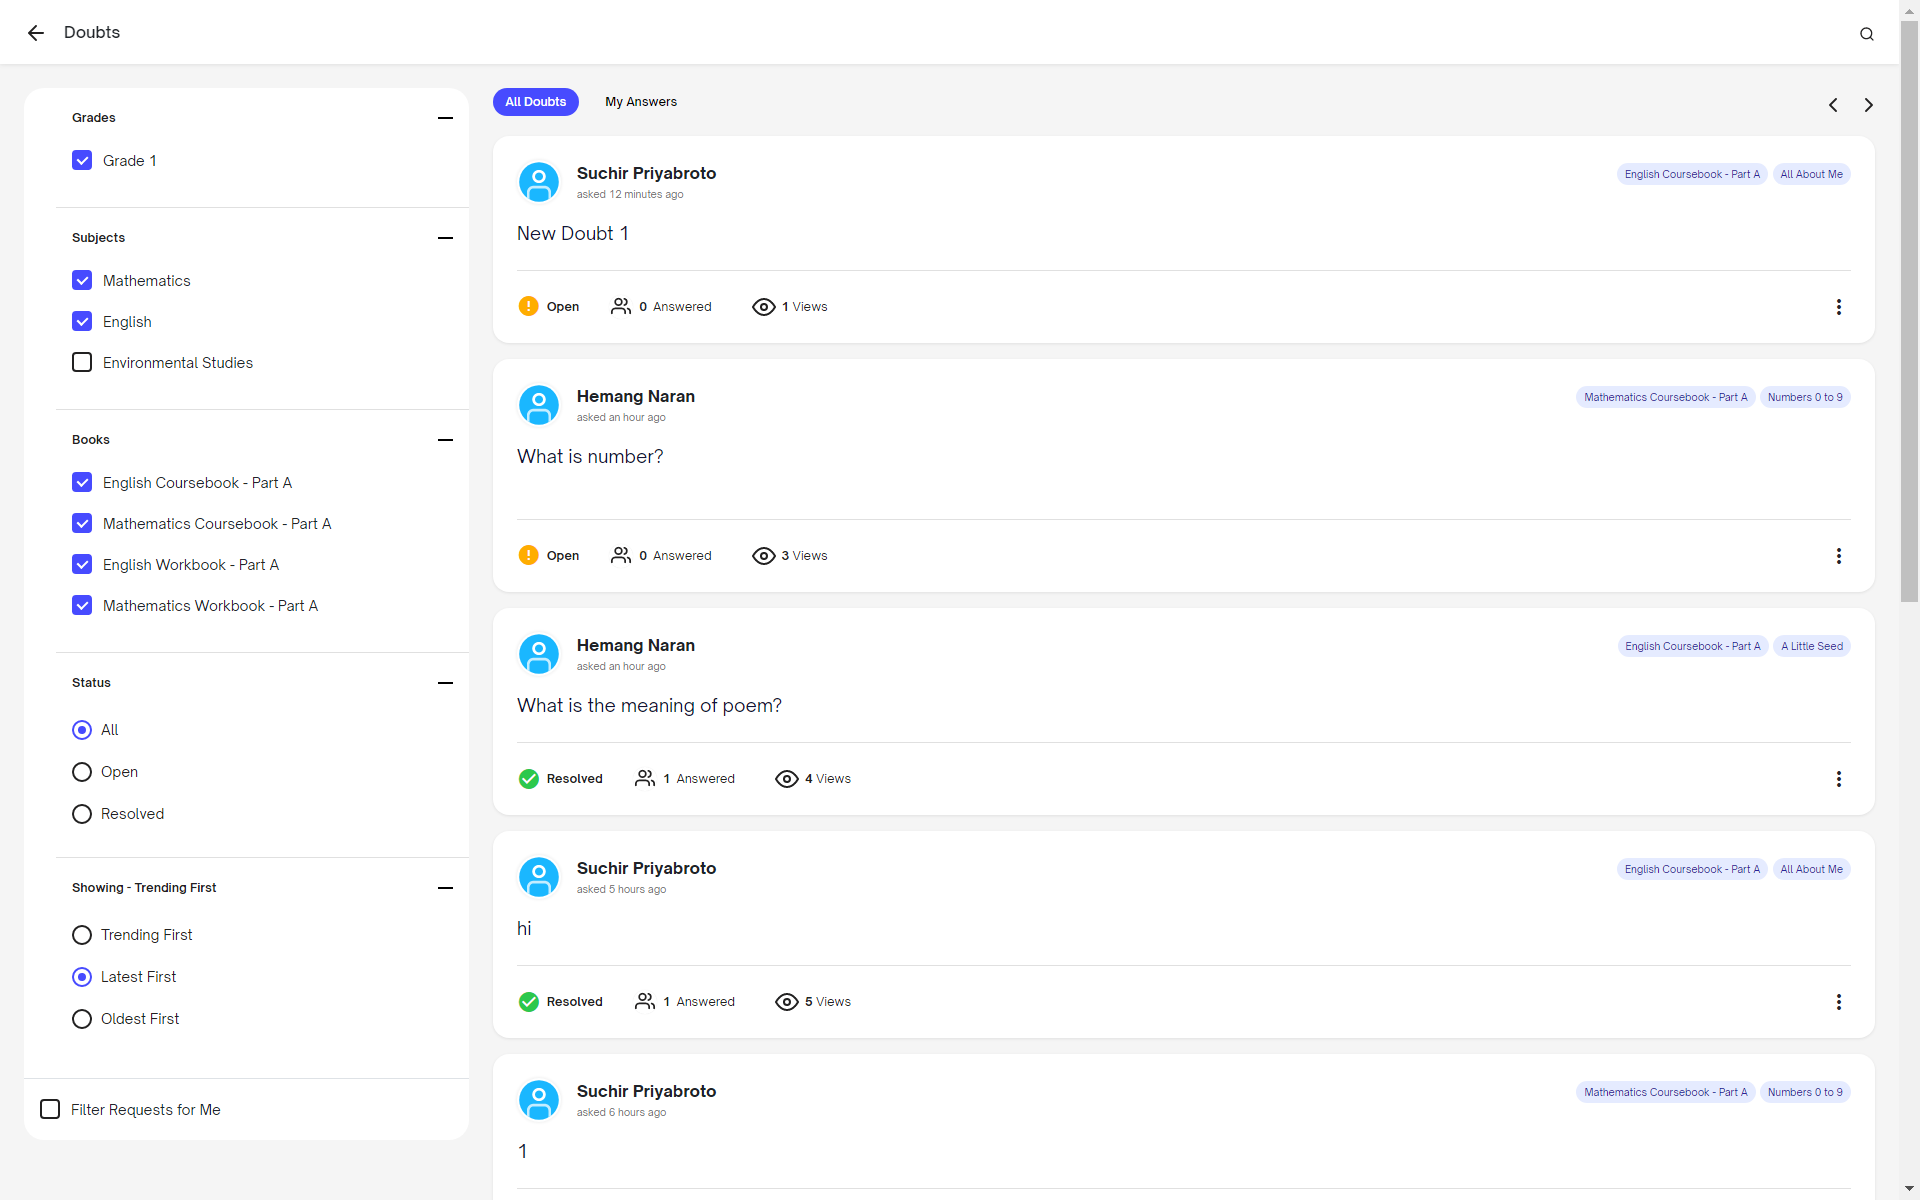 Doubts
Grades
Grade 1
Subjects
Mathematics
English
Environmental Studies
Books
English Coursebook - Part A
Mathematics Coursebook - Part A
English Workbook - Part A
Mathematics Workbook - Part A
Status
All
Open
Resolved
Showing - Trending First
Trending First
Latest First
Oldest First
Filter Requests for Me
All Doubts My Answers
Suchir Priyabroto English Coursebook - Part A All About Me
asked 12 minutes ago
New Doubt 1
Open 0 Answered 1 Views
Hemang Naran Mathematics Coursebook - Part A Numbers 0 to 9
asked an hour ago
What is number?
Open 0 Answered 3 Views
Hemang Naran English Coursebook - Part A A Little Seed
asked an hour ago
What is the meaning of poem?
Resolved 1 Answered 4 Views
Suchir Priyabroto English Coursebook - Part A All About Me
asked 5 hours ago
hi
Resolved 1 Answered 5 Views
Suchir Priyabroto Mathematics Coursebook - Part A Numbers 0 to 9
asked 6 hours ago
1